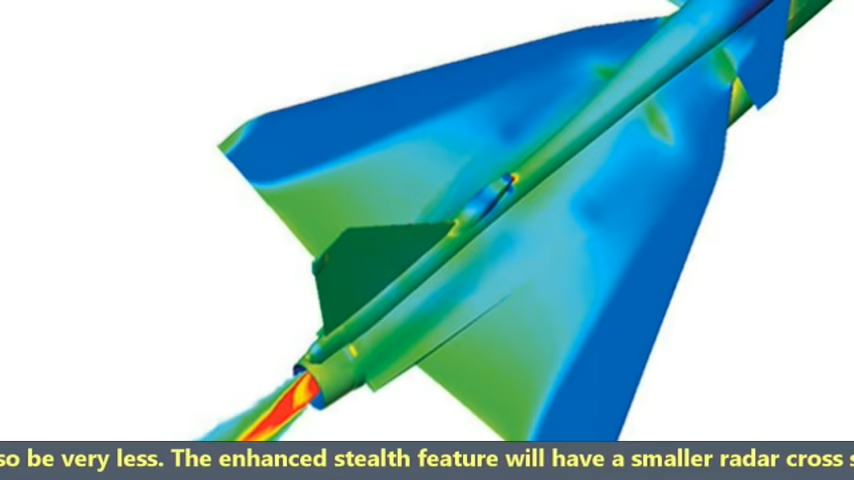 be very less. The enhanced stealth feature will have a smaller radar cross